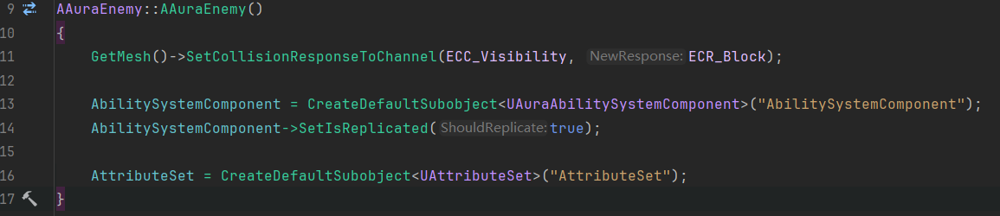 9 AAuraEnemy::AAuraEnemy()
10 {
11 GetMesh()->SetCollisionResponseToChannel(ECC_Visibility, NewResponse: ECR_Block);
12
13 AbilitySystemComponent = CreateDefaultSubobject<UAuraAbilitySystemComponent>("AbilitySystemComponent");
14 AbilitySystemComponent->SetIsReplicated(ShouldReplicate: true);
15
16 AttributeSet = CreateDefaultSubobject<UAttributeSet>("AttributeSet");
17 }